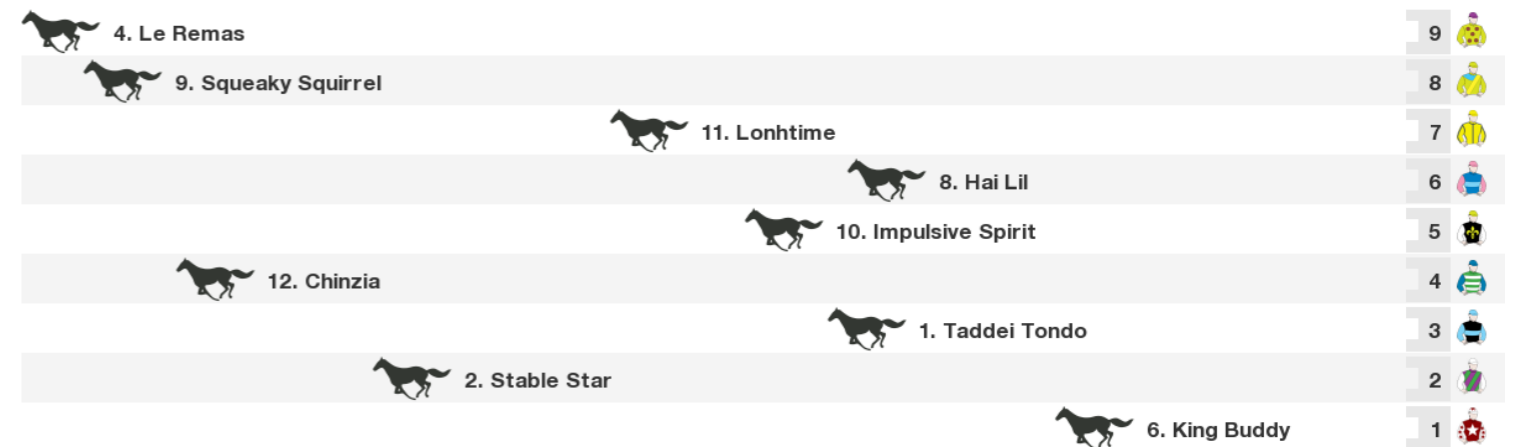 4. Le Remas 9
9. Squeaky Squirrel 8
11. Lonhtime 7
8. Hai Lil 6
10. Impulsive Spirit 5
12. Chinzia 4
1. Taddei Tondo 3
2. Stable Star 2
6. King Buddy 1